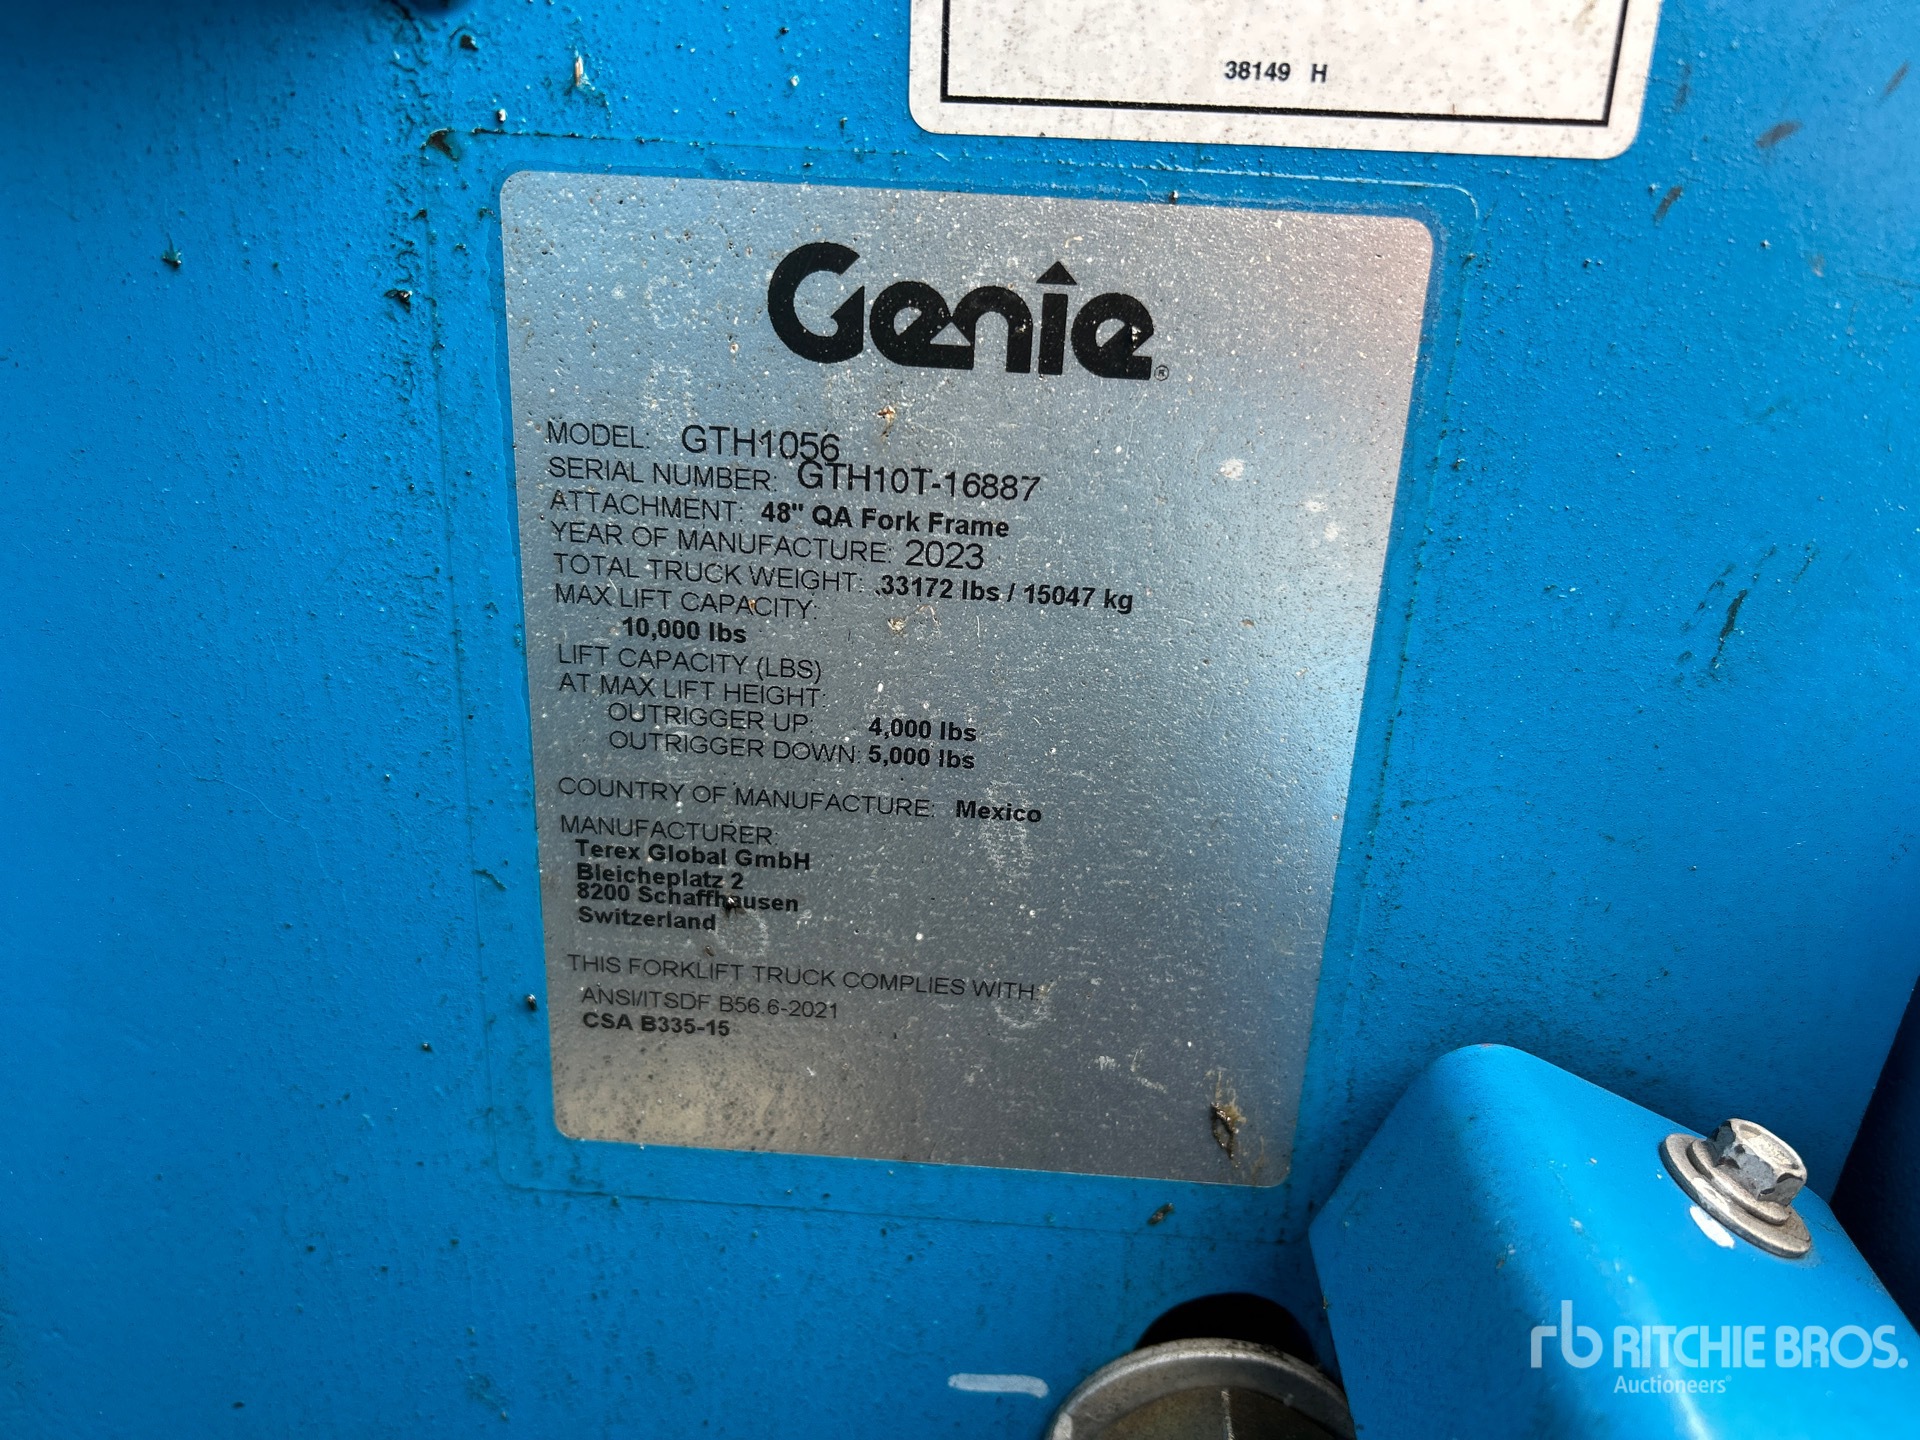 38149 H
Genie®
MODEL: GTH1056
SERIAL NUMBER: GTH10T-16887
ATTACHMENT: 48" QA Fork Frame
YEAR OF MANUFACTURE: 2023
TOTAL TRUCK WEIGHT: 33172 lbs / 15047 kg
MAX LIFT CAPACITY:
10,000 lbs
LIFT CAPACITY (LBS)
AT MAX LIFT HEIGHT:
OUTRIGGER UP: 4,000 lbs
OUTRIGGER DOWN: 5,000 lbs
COUNTRY OF MANUFACTURE: Mexico
MANUFACTURER:
Terex Global GmbH
Bleicheplatz 2
8200 Schaffhausen
Switzerland
THIS FORKLIFT TRUCK COMPLIES WITH:
ANSI/ITSDF B56.6-2021
CSA B335-15
rb RITCHIE BROS.
Auctioneers®